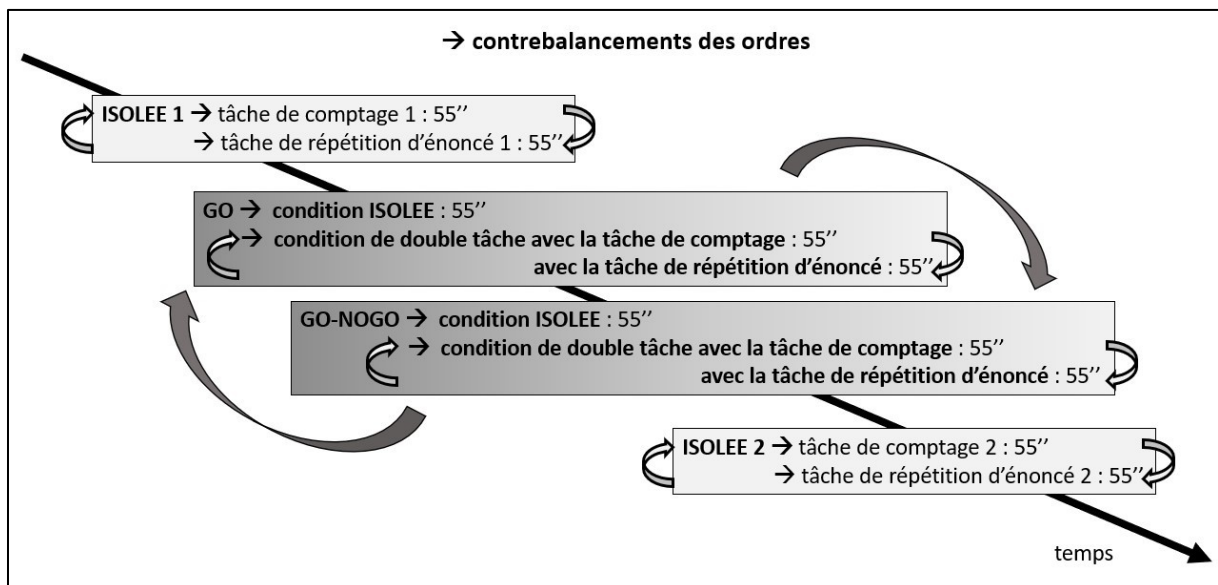 → contrebalancements des ordres
ISOLEE 1 → tâche de comptage 1 : 55’’
→ tâche de répétition d’énoncé 1 : 55’’
GO → condition ISOLEE : 55’’
→ condition de double tâche avec la tâche de comptage : 55’’
avec la tâche de répétition d’énoncé : 55’’
GO-NOGO → condition ISOLEE : 55’’
→ condition de double tâche avec la tâche de comptage : 55’’
avec la tâche de répétition d’énoncé : 55’’
ISOLEE 2 → tâche de comptage 2 : 55’’
→ tâche de répétition d’énoncé 2 : 55’’
temps